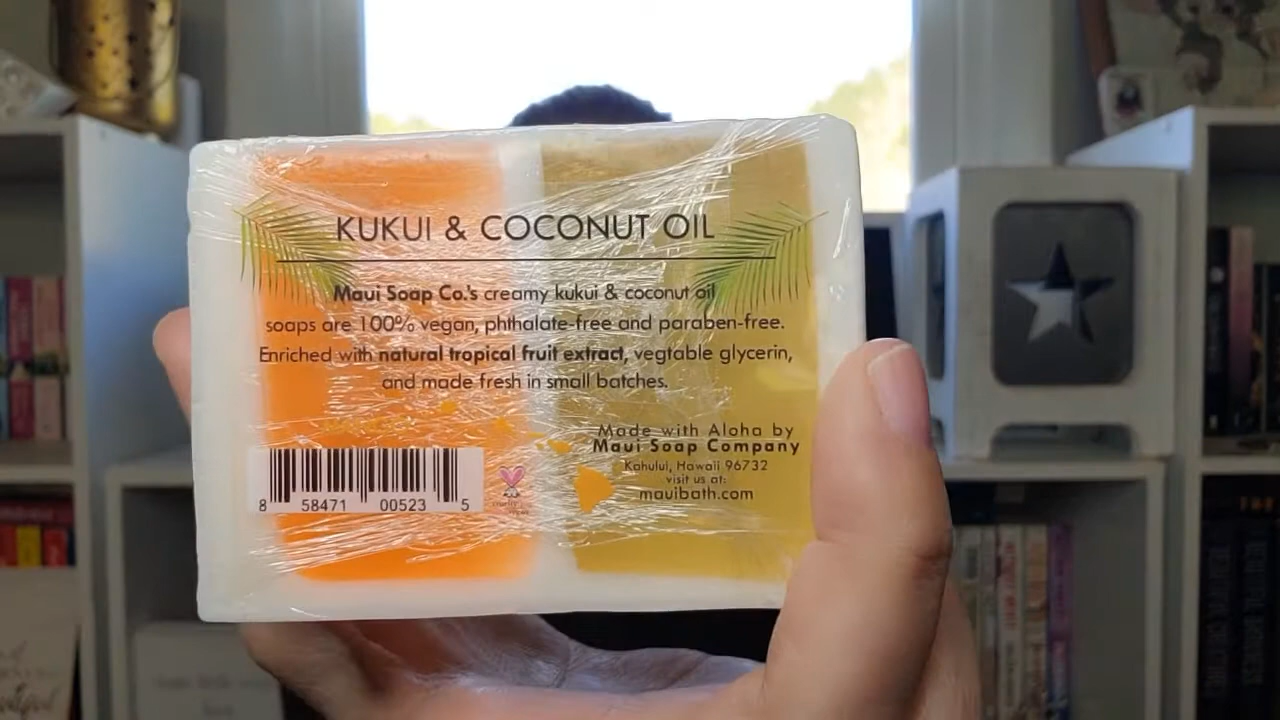 KUKUI & COCONUT OIL
Maui Soap Co.'s creamy kukui & coconut oil
soaps are 100% vegan, phthalate-free and paraben-free.
Enriched with natural tropical fruit extract, vegtable glycerin,
and made fresh in small batches.
Made with Aloha by
Maui Soap Company
Kahului, Hawaii 96732
visit us at:
mauibath.com
8 58471 00523 5